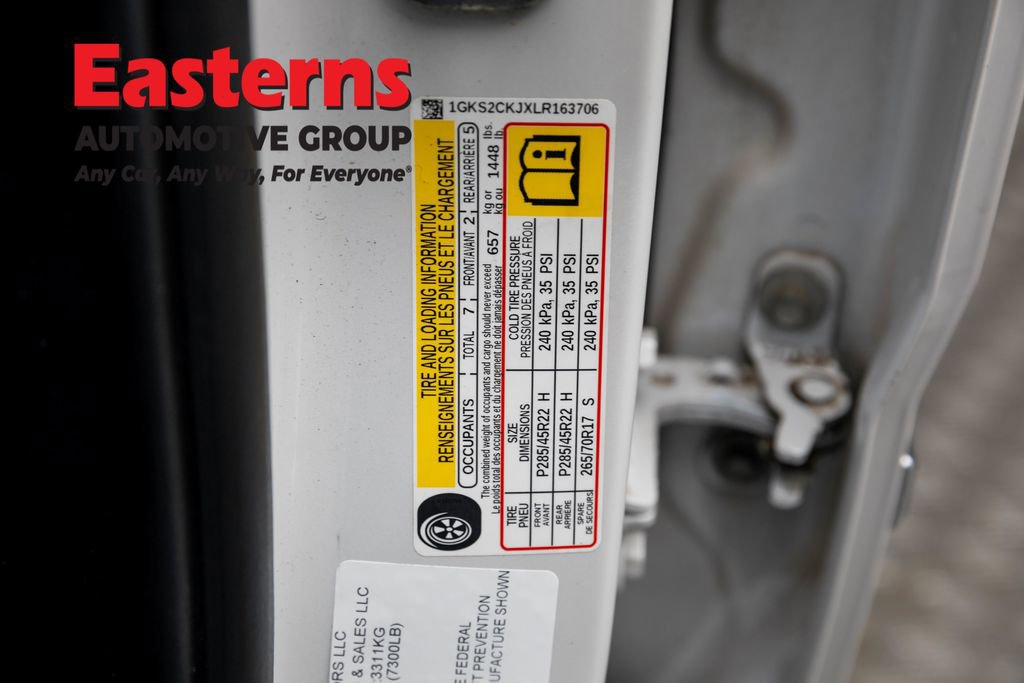 Easterns
AUTOMOTIVE GROUP
Any Car, Any Way, For Everyone®
1GKS2CKJXLR163706
TIRE AND LOADING INFORMATION
RENSEIGNEMENTS SUR LES PNEUS ET LE CHARGEMENT
OCCUPANTS TOTAL 7 FRONT/AVANT 2 REAR/ARRIÈRE 5
The combined weight of occupants and cargo should never exceed 657 kg or 1448 lbs.
Le poids total des occupants et du chargement ne doit jamais dépasser kg ou lb.
TIRE SIZE COLD TIRE PRESSURE
PNEU DIMENSIONS PRESSION DES PNEUS À FROID
FRONT
AVANT P285/45R22 H 240 kPa, 35 PSI
REAR
ARRIÈRE P285/45R22 H 240 kPa, 35 PSI
SPARE
DE SECOURS 265/70R17 S 240 kPa, 35 PSI
ORS LLC
& SALES LLC
3311KG
(7300LB)
E FEDERAL
T PREVENTION
UFACTURE SHOWN